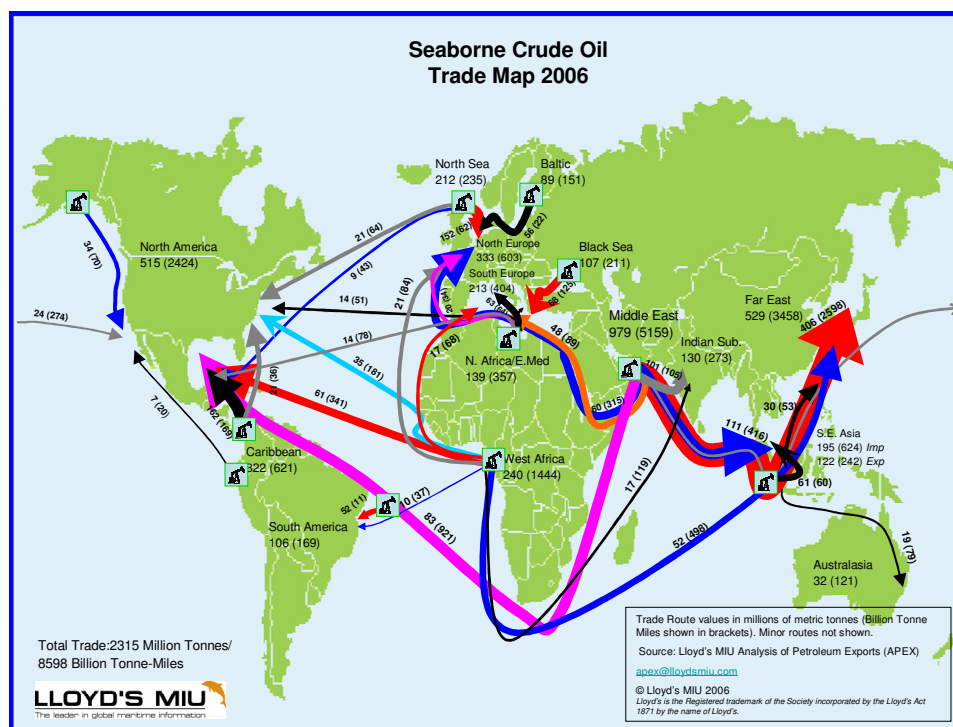 Seaborne Crude Oil
Trade Map 2006
North Sea
212 (235)
Baltic
89 (151)
152 (62)
56 (22)
21 (64)
9 (43)
North America
515 (2424)
34 (70)
North Europe
333 (603)
South Europe
213 (404)
Black Sea
107 (211)
68 (125)
21 (84)
20 (34)
14 (51)
24 (274)
Middle East
979 (5159)
Far East
529 (3458)
406 (2598)
Indian Sub.
130 (273)
48 (89)
14 (78)
17 (68)
N. Africa/E.Med
139 (357)
101 (105)
35 (181)
21 (36)
7 (20)
61 (341)
60 (315)
30 (53)
162 (169)
111 (416)
S.E. Asia
195 (624) Imp
122 (242) Exp
Caribbean
322 (621)
West Africa
240 (1444)
17 (119)
61 (60)
52 (11)
10 (37)
South America
106 (169)
83 (921)
52 (498)
19 (79)
Australasia
32 (121)
Total Trade:2315 Million Tonnes/
8598 Billion Tonne-Miles
LLOYD'S MIU
The leader in global maritime information
Trade Route values in millions of metric tonnes (Billion Tonne
Miles shown in brackets). Minor routes not shown.
Source: Lloyd's MIU Analysis of Petroleum Exports (APEX)
apex@lloydsmiu.com
© Lloyd's MIU 2006
Lloyd's is the Registered trademark of the Society incorporated by the Lloyd's Act
1871 by the name of Lloyd's.